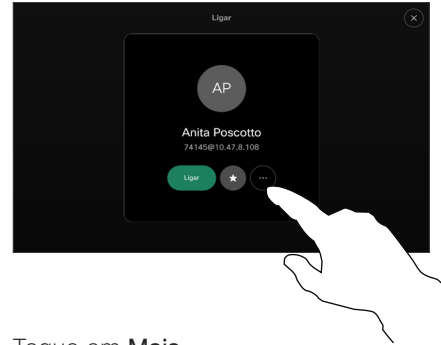 Ligar
AP
Anita Poscotto
74145@10.47.8.108
Ligar
Toque em Mais